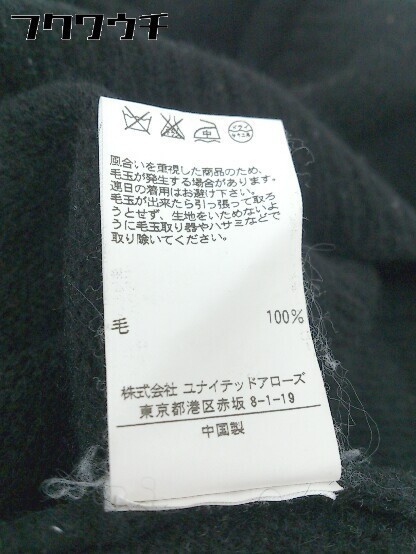 フクウクチ
中
風合いを重視した商品のため、
毛玉が発生する場合があります。
連日の着用はお避け下さい。
毛玉が出来たら引っ張って取ろ
うとせず、生地をいためないよ
うに毛玉取り器やハサミなどで
取り除いてください。
毛 100%
株式会社 ユナイテッドアローズ
東京都港区赤坂 8-1-19
中国製